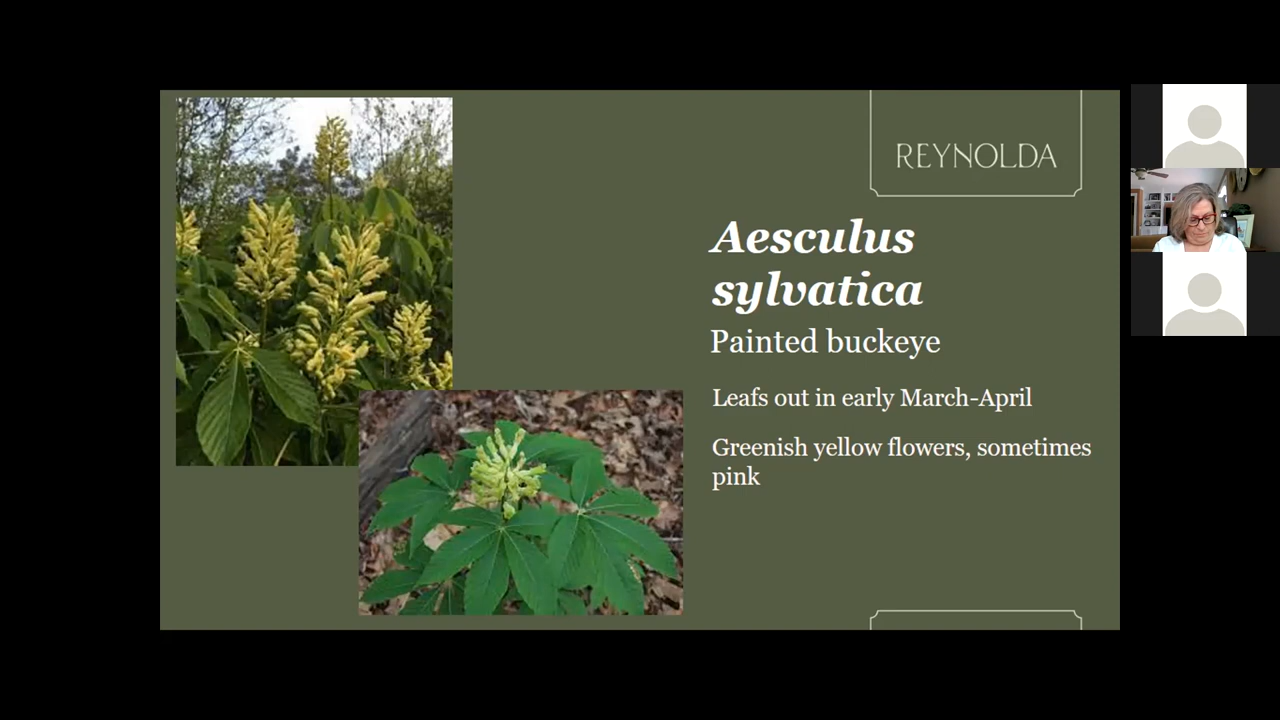 REYNOLDA
Aesculus
sylvatica
Painted buckeye
Leafs out in early March-April
Greenish yellow flowers, sometimes
pink